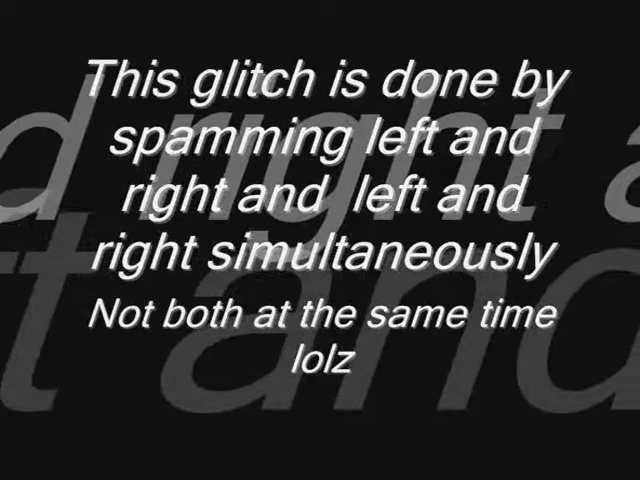 This glitch is done by
spamming left and
right and left and
right simultaneously
Not both at the same time
lolz